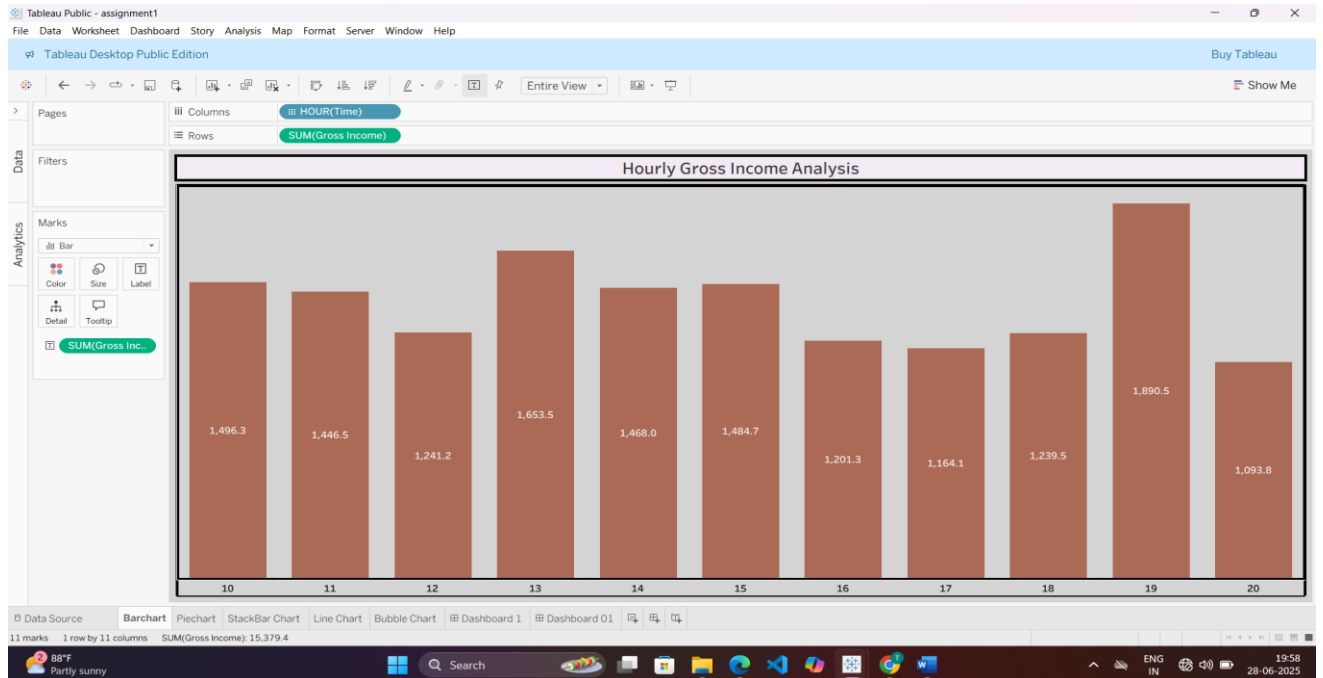 Tableau Public - assignment1
File Data Worksheet Dashboard Story Analysis Map Format Server Window Help
Tableau Desktop Public Edition
Buy Tableau
Entire View
Show Me
Pages
Columns
HOUR(Time)
Rows
SUM(Gross Income)
Data
Analytics
Filters
Marks
Bar
Color Size Label
Detail Tooltip
SUM(Gross Inc..
Hourly Gross Income Analysis
1,496.3
1,446.5
1,241.2
1,653.5
1,468.0
1,484.7
1,201.3
1,164.1
1,239.5
1,890.5
1,093.8
10 11 12 13 14 15 16 17 18 19 20
Data Source Barchart Piechart StackBar Chart Line Chart Bubble Chart Dashboard 1 Dashboard 01
11 marks 1 row by 11 columns SUM(Gross Income): 15,379.4
2
88°F
Partly sunny
Search
ENG
IN
19:58
28-06-2025